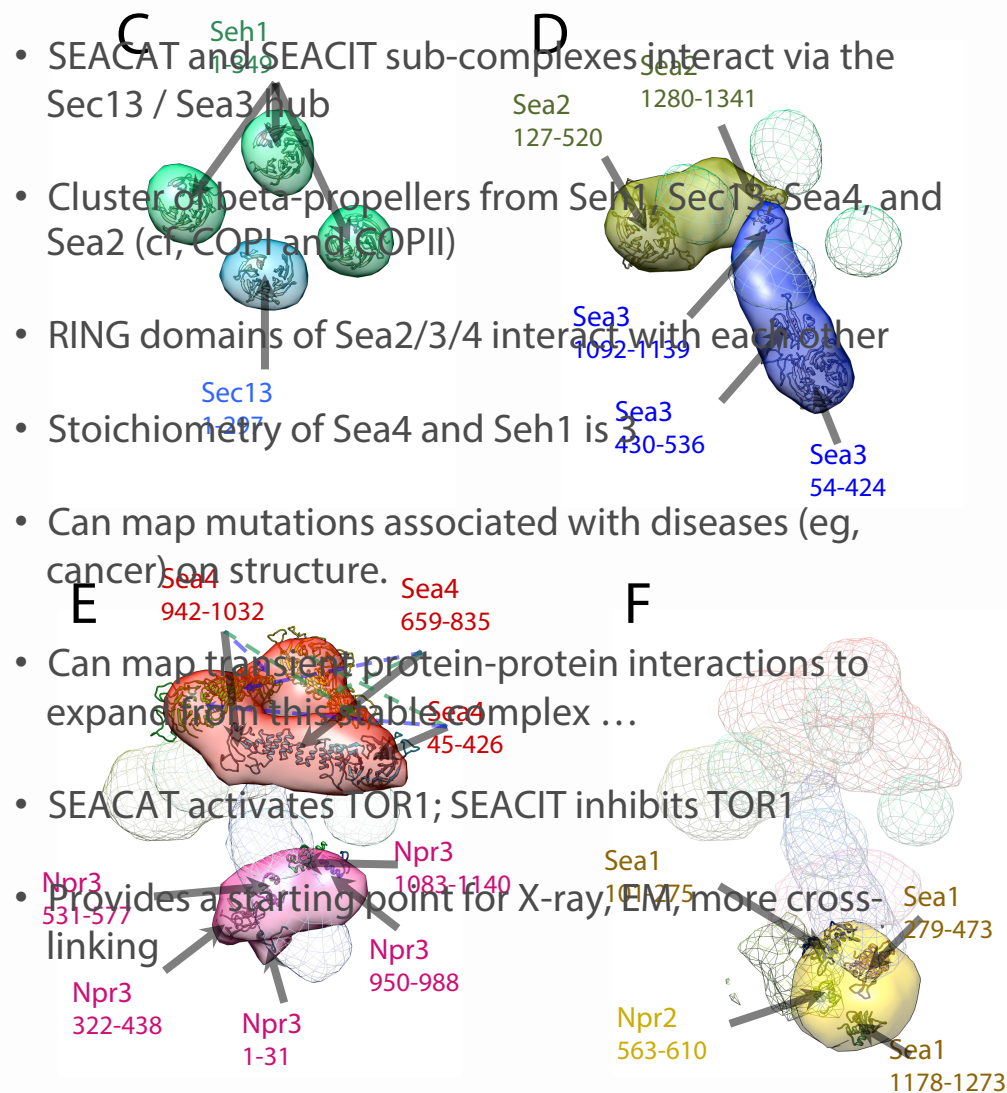 C
D
Seh1
1-349
• SEACAT and SEACIT sub-complexes interact via the
Sec13 / Sea3 hub
Sea2
1280-1341
Sea2
127-520
• Cluster of beta-propellers from Seh1, Sec13, Sea4, and
Sea2 (cf, COPI and COPII)
Sea3
1092-1139
• RING domains of Sea2/3/4 interact with each other
Sec13
1-297
Sea3
430-536
• Stoichiometry of Sea4 and Seh1 is 3
Sea3
54-424
• Can map mutations associated with diseases (eg,
cancer) on structure.
E
F
Sea4
942-1032
Sea4
659-835
• Can map transient protein-protein interactions to
expand from this stable complex …
Sea4
45-426
• SEACAT activates TOR1; SEACIT inhibits TOR1
Npr3
1083-1140
Sea1
101-275
Npr3
531-577
• Provides a starting point for X-ray, EM, more cross-
linking
Sea1
279-473
Npr3
950-988
Npr3
322-438
Npr3
1-31
Npr2
563-610
Sea1
1178-1273